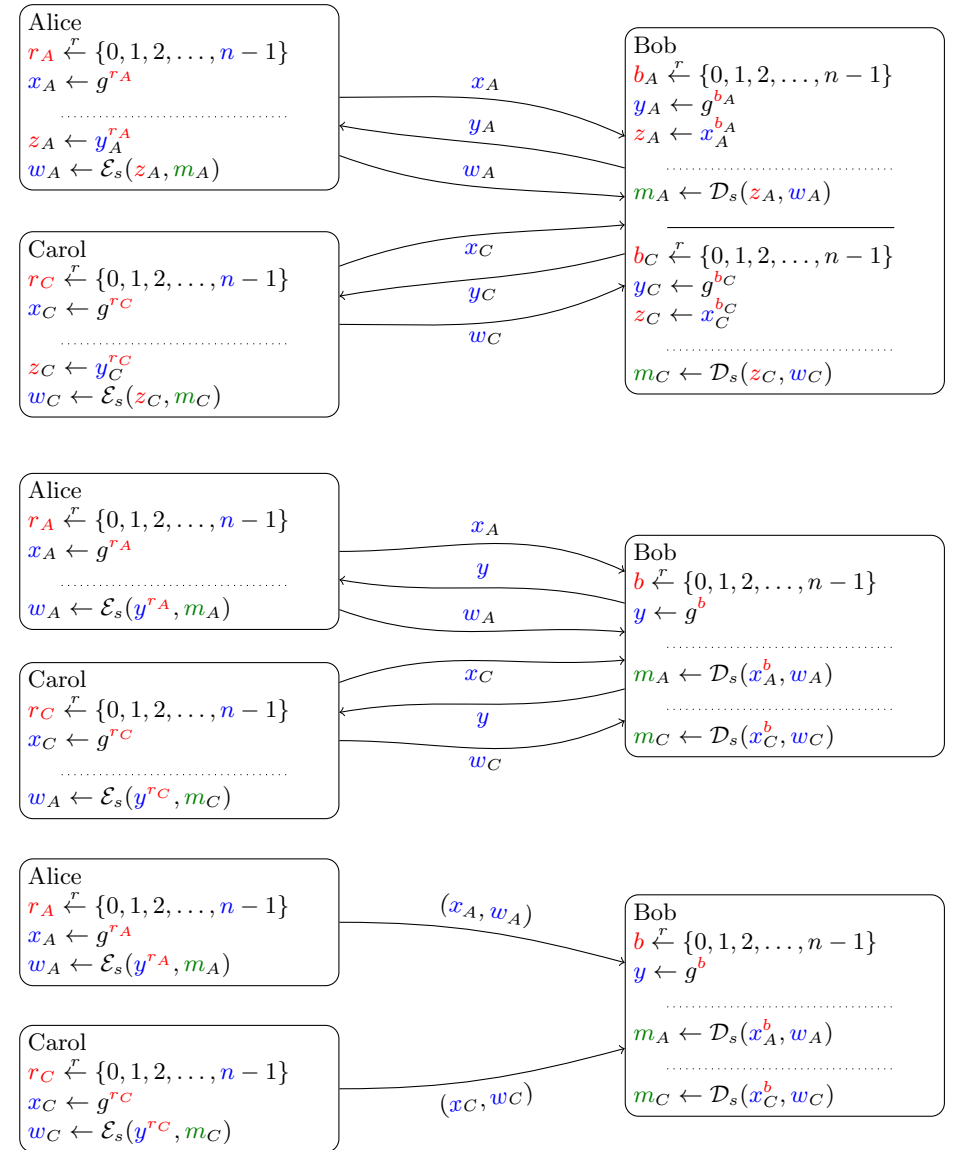 Alice
r_A ←^r {0, 1, 2, . . . , n − 1}
x_A ← g^{r_A}
z_A ← y_A^{r_A}
w_A ← ℰ_s(z_A, m_A)
x_A
y_A
w_A
Bob
b_A ←^r {0, 1, 2, . . . , n − 1}
y_A ← g^{b_A}
z_A ← x_A^{b_A}
m_A ← 𝒟_s(z_A, w_A)
b_C ←^r {0, 1, 2, . . . , n − 1}
y_C ← g^{b_C}
z_C ← x_C^{b_C}
m_C ← 𝒟_s(z_C, w_C)
Carol
r_C ←^r {0, 1, 2, . . . , n − 1}
x_C ← g^{r_C}
z_C ← y_C^{r_C}
w_C ← ℰ_s(z_C, m_C)
x_C
y_C
w_C
Alice
r_A ←^r {0, 1, 2, . . . , n − 1}
x_A ← g^{r_A}
w_A ← ℰ_s(y^{r_A}, m_A)
x_A
y
w_A
Bob
b ←^r {0, 1, 2, . . . , n − 1}
y ← g^b
m_A ← 𝒟_s(x_A^b, w_A)
m_C ← 𝒟_s(x_C^b, w_C)
Carol
r_C ←^r {0, 1, 2, . . . , n − 1}
x_C ← g^{r_C}
w_A ← ℰ_s(y^{r_C}, m_C)
x_C
y
w_C
Alice
r_A ←^r {0, 1, 2, . . . , n − 1}
x_A ← g^{r_A}
w_A ← ℰ_s(y^{r_A}, m_A)
(x_A, w_A)
Bob
b ←^r {0, 1, 2, . . . , n − 1}
y ← g^b
m_A ← 𝒟_s(x_A^b, w_A)
m_C ← 𝒟_s(x_C^b, w_C)
Carol
r_C ←^r {0, 1, 2, . . . , n − 1}
x_C ← g^{r_C}
w_C ← ℰ_s(y^{r_C}, m_C)
(x_C, w_C)